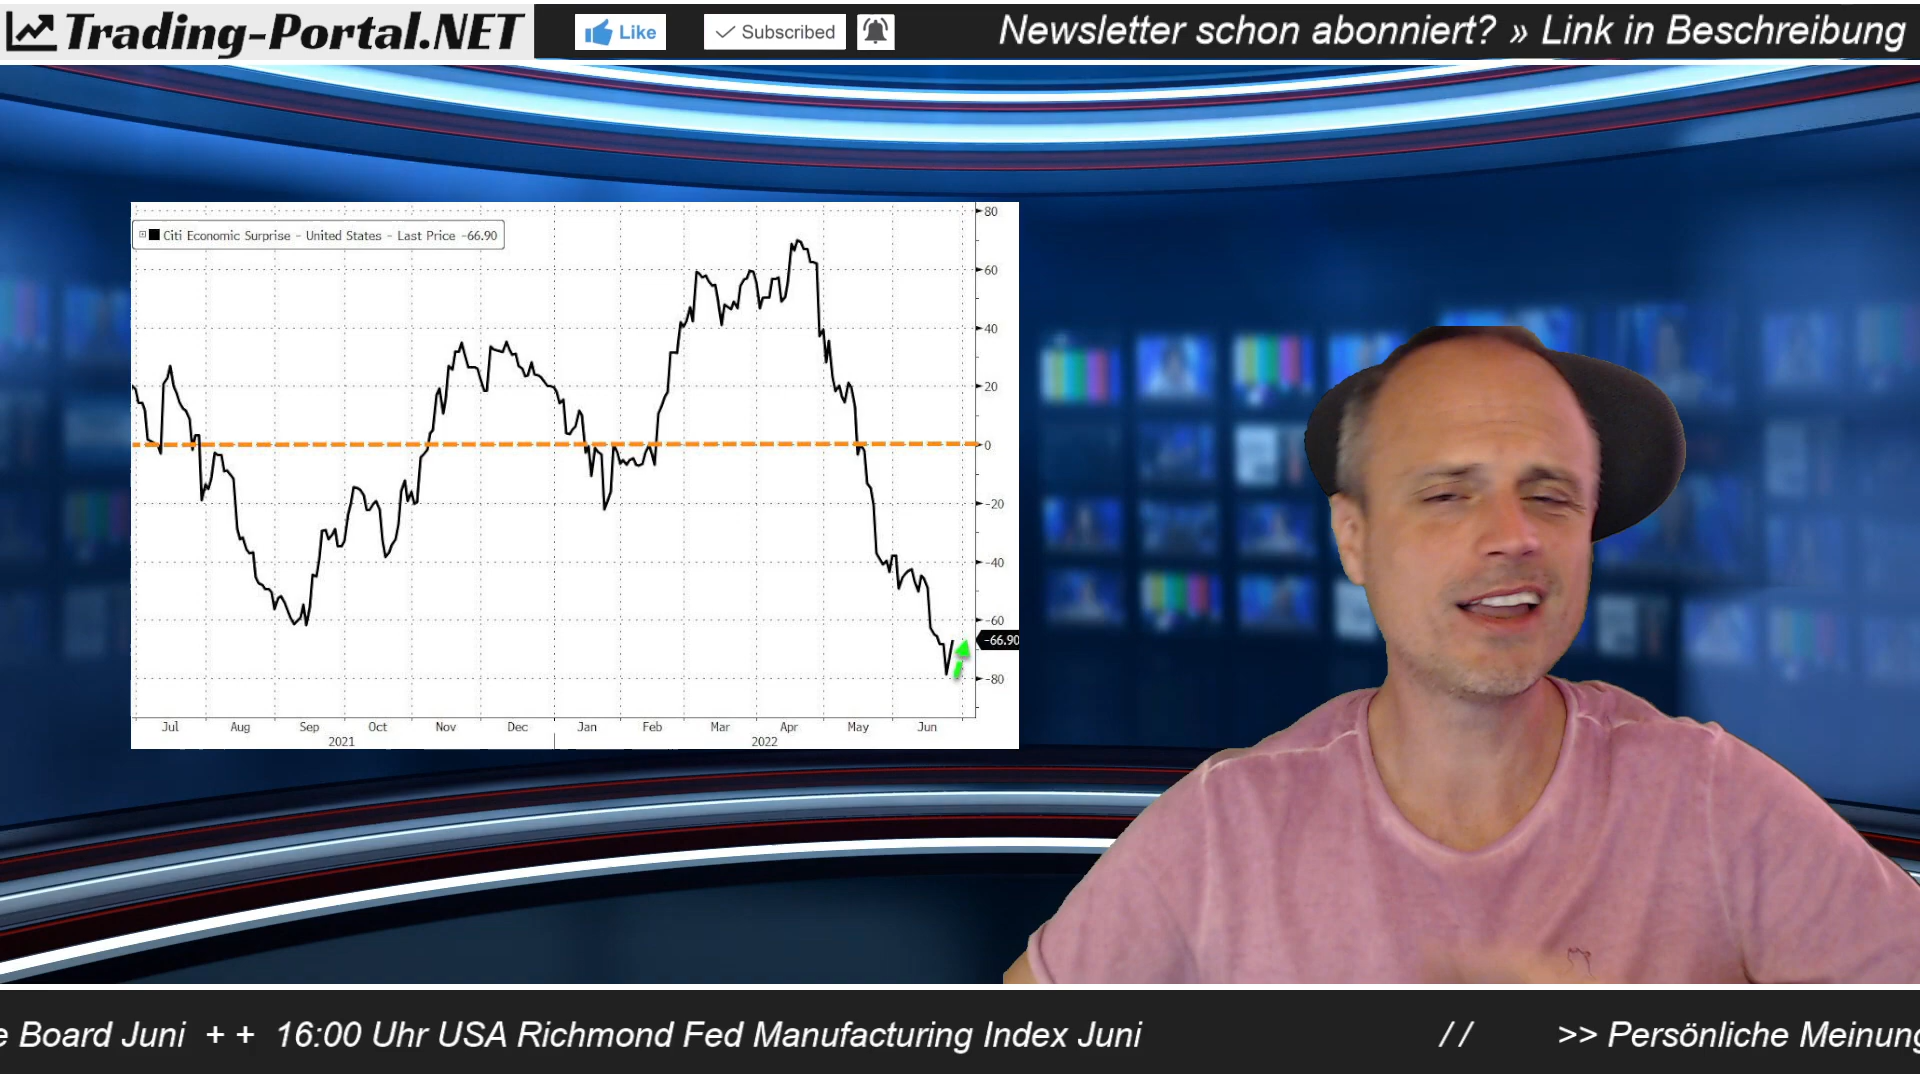 Trading-Portal.NET
Like
Subscribed
Newsletter schon abonniert? » Link in Beschreibung
Citi Economic Surprise - United States - Last Price -66.90
80
60
40
20
0
-20
-40
-60
-66.90
-80
Jul Aug Sep Oct Nov Dec Jan Feb Mar Apr May Jun
2021 2022
e Board Juni + + 16:00 Uhr USA Richmond Fed Manufacturing Index Juni // >> Persönliche Meinung